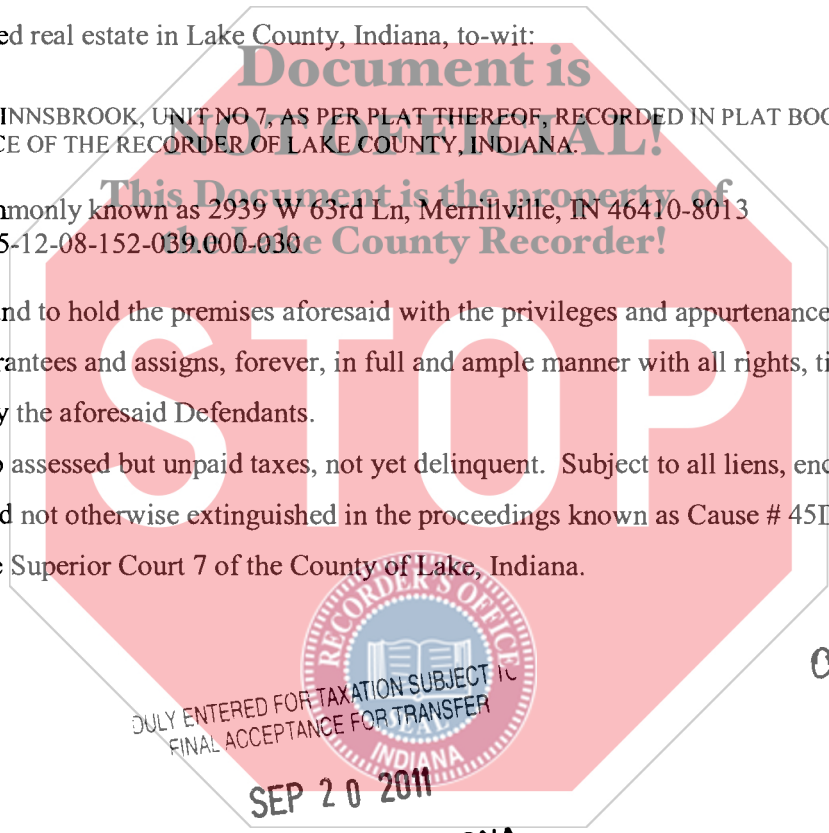 ed real estate in Lake County, Indiana, to-wit:
Document is
INNSBROOK, UNIT NO 7, AS PER PLAT THEREOF, RECORDED IN PLAT BOO
NOT OFFICIAL!
CE OF THE RECORDER OF LAKE COUNTY, INDIANA.
This Document is the property of
mmonly known as 2939 W 63rd Ln, Merrillville, IN 46410-8013
the Lake County Recorder!
5-12-08-152-039.000-030
nd to hold the premises aforesaid with the privileges and appurtenance
rantees and assigns, forever, in full and ample manner with all rights, ti
y the aforesaid Defendants.
STOP
o assessed but unpaid taxes, not yet delinquent. Subject to all liens, enc
d not otherwise extinguished in the proceedings known as Cause # 45D
e Superior Court 7 of the County of Lake, Indiana.
RECORDER'S OFFICE
SEAL
INDIANA
DULY ENTERED FOR TAXATION SUBJECT
FINAL ACCEPTANCE FOR TRANSFER
SEP 20 2011